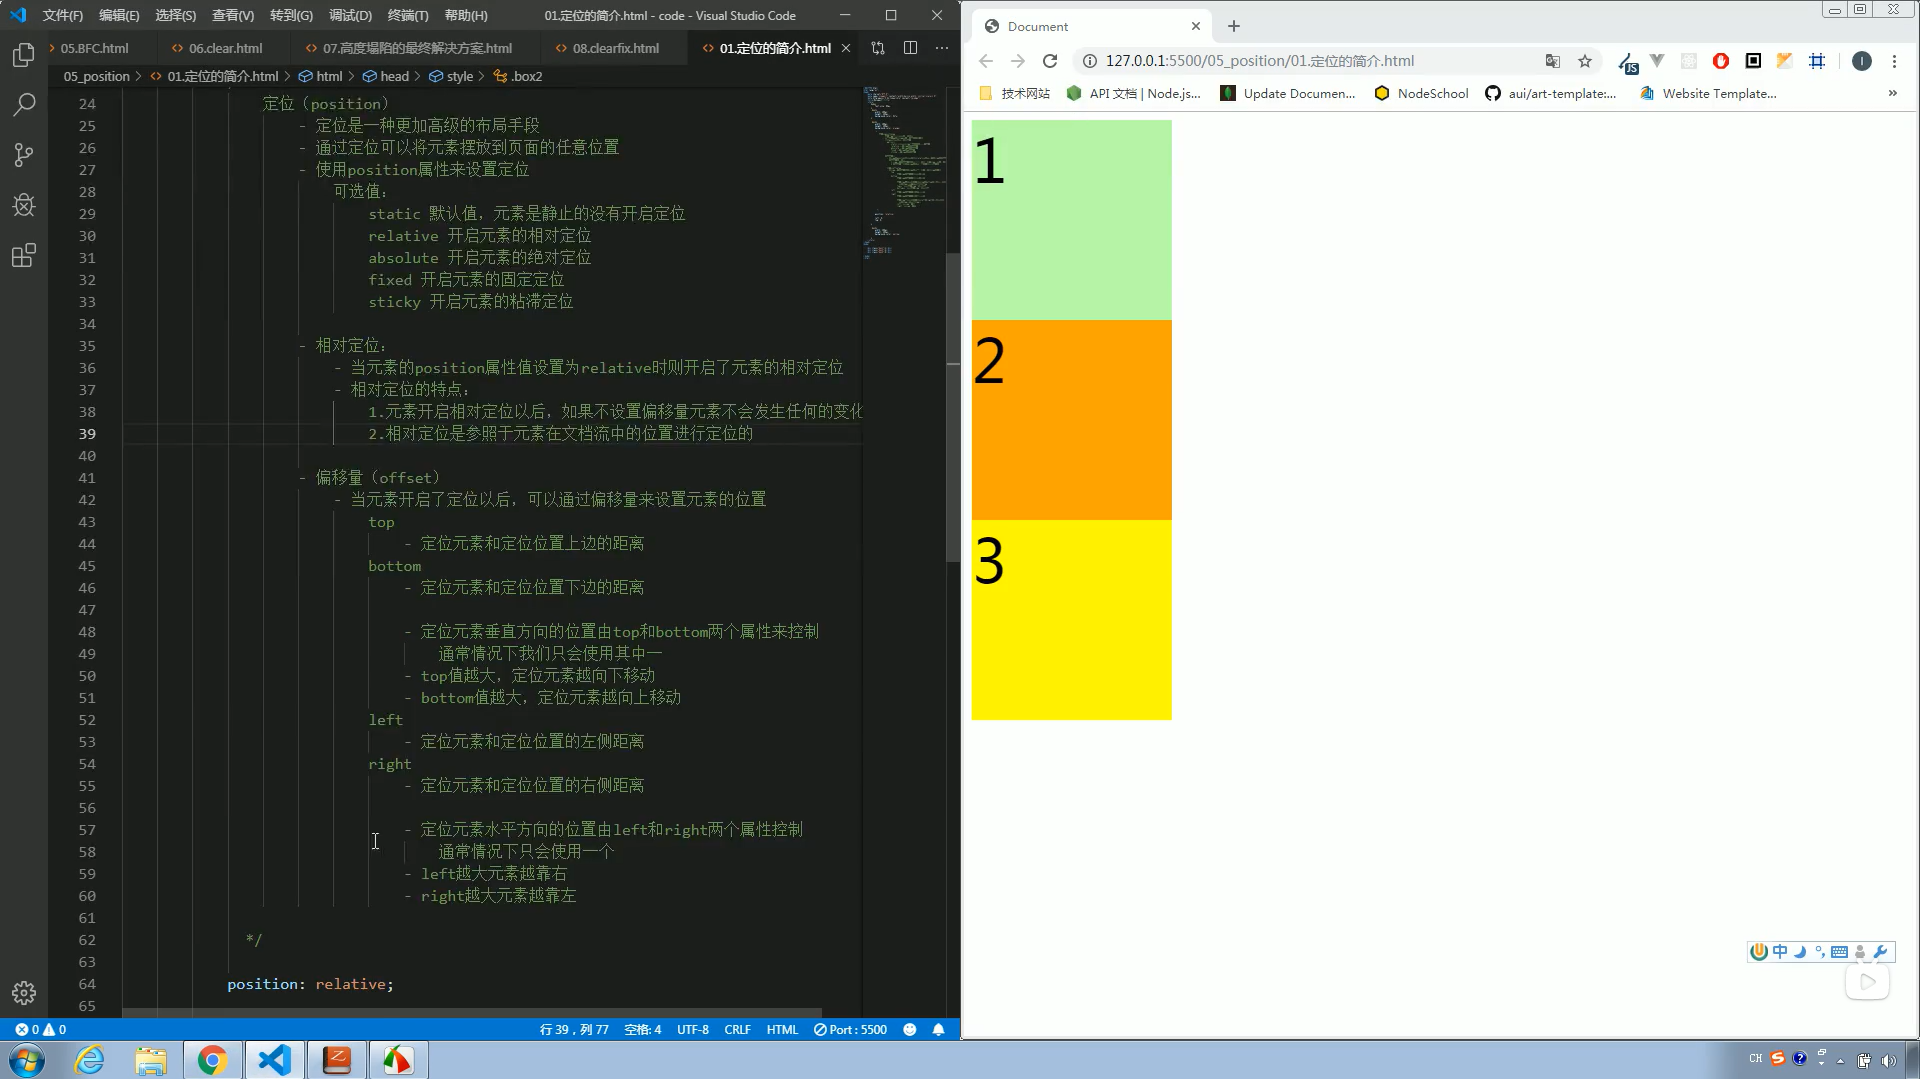 文件(F) 编辑(E) 选择(S) 查看(V) 转到(G) 调试(D) 终端(T) 帮助(H) 01.定位的简介.html - code - Visual Studio Code
05.BFC.html 06.clear.html 07.高度塌陷的最终解决方案.html 08.clearfix.html 01.定位的简介.html
05_position > 01.定位的简介.html > html > head > style > .box2
24 定位（position）
25 - 定位是一种更加高级的布局手段
26 - 通过定位可以将元素摆放到页面的任意位置
27 - 使用position属性来设置定位
28 可选值：
29 static 默认值，元素是静止的没有开启定位
30 relative 开启元素的相对定位
31 absolute 开启元素的绝对定位
32 fixed 开启元素的固定定位
33 sticky 开启元素的粘滞定位
34
35 - 相对定位：
36 - 当元素的position属性值设置为relative时则开启了元素的相对定位
37 - 相对定位的特点：
38 1.元素开启相对定位以后，如果不设置偏移量元素不会发生任何的变化
39 2.相对定位是参照于元素在文档流中的位置进行定位的
40
41 - 偏移量（offset）
42 - 当元素开启了定位以后，可以通过偏移量来设置元素的位置
43 top
44 - 定位元素和定位位置上边的距离
45 bottom
46 - 定位元素和定位位置下边的距离
47
48 - 定位元素垂直方向的位置由top和bottom两个属性来控制
49 通常情况下我们只会使用其中一
50 - top值越大，定位元素越向下移动
51 - bottom值越大，定位元素越向上移动
52 left
53 - 定位元素和定位位置的左侧距离
54 right
55 - 定位元素和定位位置的右侧距离
56
57 - 定位元素水平方向的位置由left和right两个属性控制
58 通常情况下只会使用一个
59 - left越大元素越靠右
60 - right越大元素越靠左
61
62 */
63
64 position: relative;
65
0 0 行 39，列 77 空格: 4 UTF-8 CRLF HTML Port : 5500
Document
127.0.0.1:5500/05_position/01.定位的简介.html
技术网站 API 文档 | Node.js... Update Documen... NodeSchool aui/art-template:... Website Template... »
1
2
3
中
CH